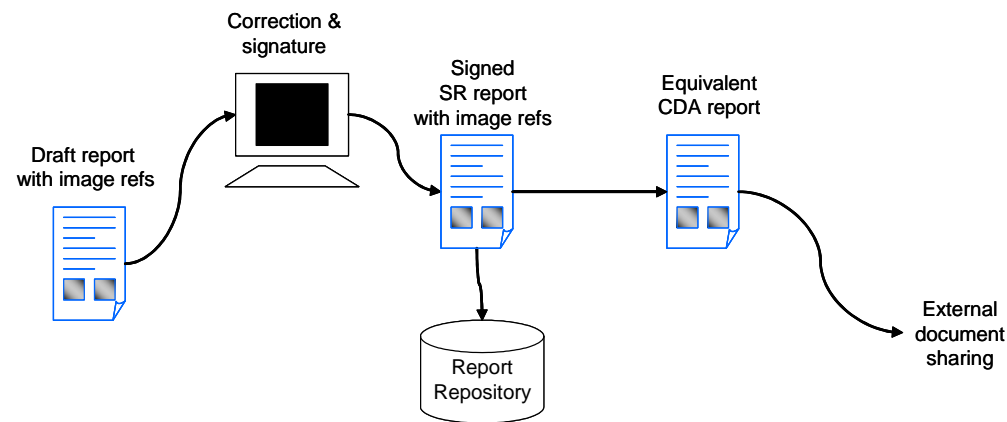 Correction &
signature
Signed
SR report
with image refs
Equivalent
CDA report
Draft report
with image refs
External
document
sharing
Report
Repository